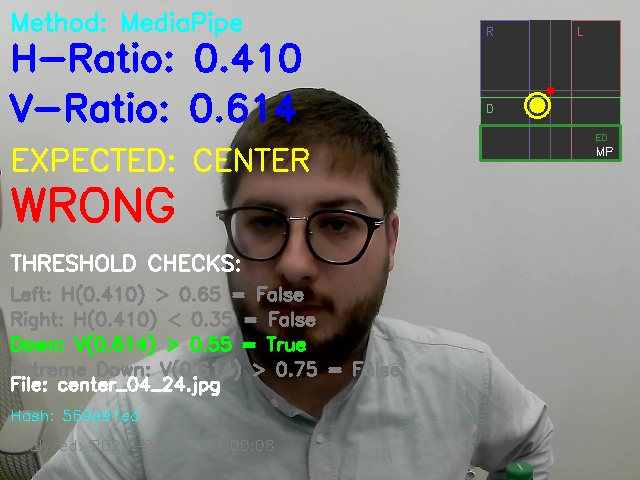 Method: MediaPipe
H-Ratio: 0.410
V-Ratio: 0.614
EXPECTED: CENTER
WRONG
THRESHOLD CHECKS:
Left: H(0.410) > 0.65 = False
Right: H(0.410) < 0.35 = False
Down: V(0.614) > 0.55 = True
Extreme Down: V(0.614) > 0.75 = False
File: center_04_24.jpg
Hash:
R
L
D
ED
MP